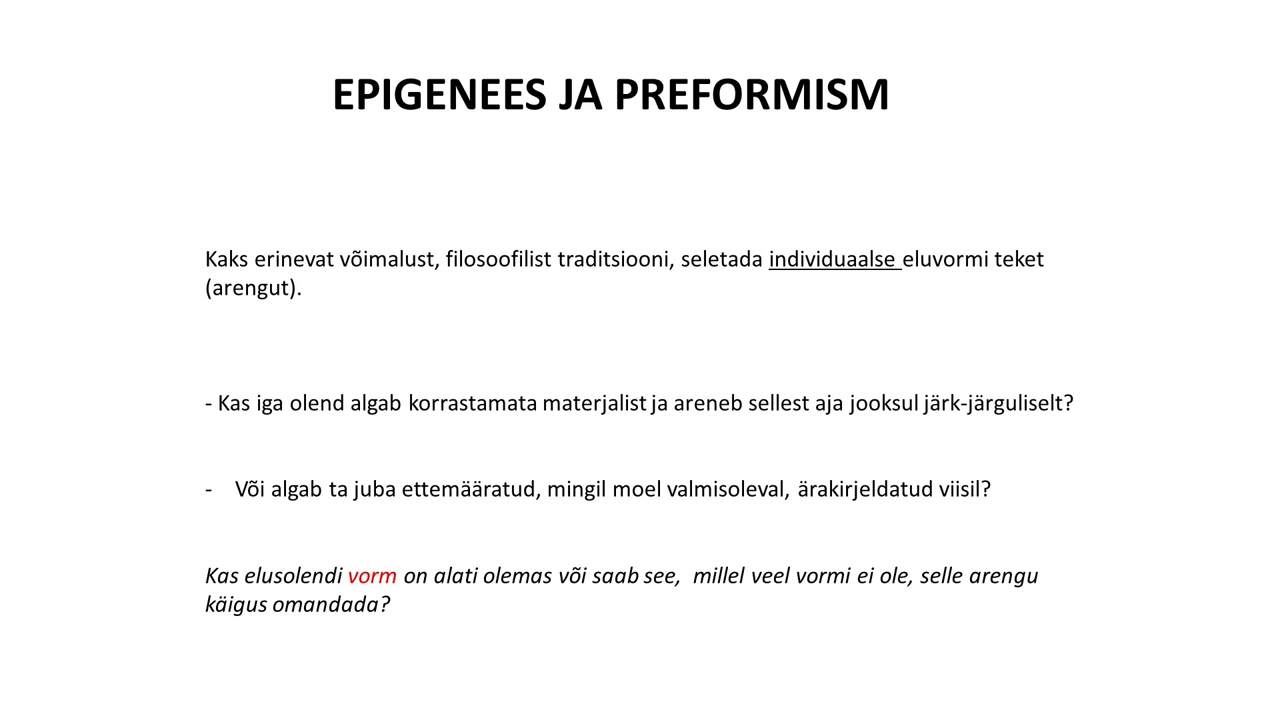 EPIGENEES JA PREFORMISM
Kaks erinevat võimalust, filosoofilist traditsiooni, seletada individuaalse eluvormi teket
(arengut).
- Kas iga olend algab korrastamata materjalist ja areneb sellest aja jooksul järk-järguliselt?
- Või algab ta juba ettemääratud, mingil moel valmisoleval, ärakirjeldatud viisil?
Kas elusolendi vorm on alati olemas või saab see, millel veel vormi ei ole, selle arengu
käigus omandada?